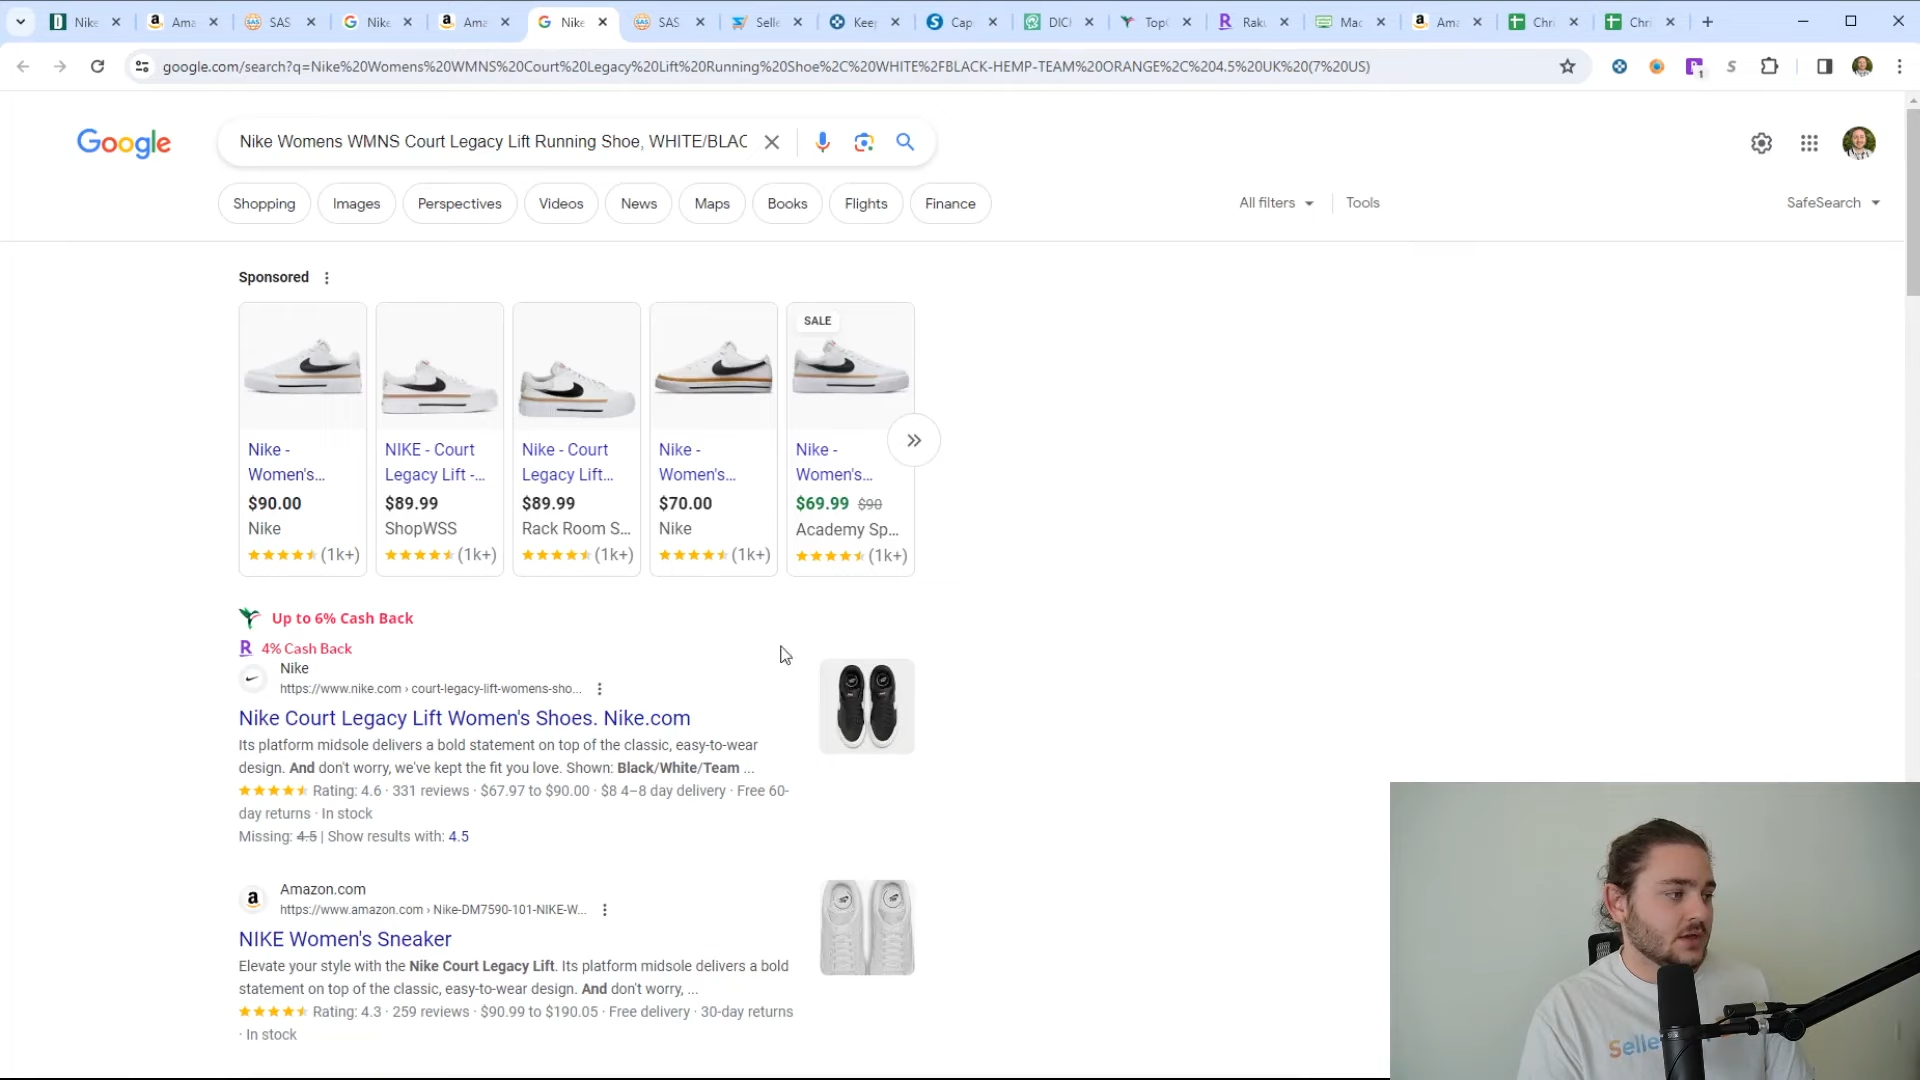 Nike
Ama
SAS
Nike
Ama
Nike
SAS
Selle
Keep
Cap
DICK
Top
Raku
Mac
Ama
Chri
Chri
google.com/search?q=Nike%20Womens%20WMNS%20Court%20Legacy%20Lift%20Running%20Shoe%2C%20WHITE%2FBLACK-HEMP-TEAM%20ORANGE%2C%204.5%20UK%20(7%20US)
Google
Nike Womens WMNS Court Legacy Lift Running Shoe, WHITE/BLAC
Shopping
Images
Perspectives
Videos
News
Maps
Books
Flights
Finance
All filters
Tools
SafeSearch
Sponsored
SALE
Nike -
Women's...
$90.00
Nike
(1k+)
NIKE - Court
Legacy Lift -...
$89.99
ShopWSS
(1k+)
Nike - Court
Legacy Lift...
$89.99
Rack Room S...
(1k+)
Nike -
Women's...
$70.00
Nike
(1k+)
Nike -
Women's...
$69.99 $90
Academy Sp...
(1k+)
Up to 6% Cash Back
R 4% Cash Back
Nike
https://www.nike.com › court-legacy-lift-womens-sho...
Nike Court Legacy Lift Women's Shoes. Nike.com
Its platform midsole delivers a bold statement on top of the classic, easy-to-wear
design. And don't worry, we've kept the fit you love. Shown: Black/White/Team ...
Rating: 4.6 · 331 reviews · $67.97 to $90.00 · $8 4–8 day delivery · Free 60-
day returns · In stock
Missing: 4.5 | Show results with: 4.5
Amazon.com
https://www.amazon.com › Nike-DM7590-101-NIKE-W...
NIKE Women's Sneaker
Elevate your style with the Nike Court Legacy Lift. Its platform midsole delivers a bold
statement on top of the classic, easy-to-wear design. And don't worry, ...
Rating: 4.3 · 259 reviews · $90.99 to $190.05 · Free delivery · 30-day returns
· In stock
Selle